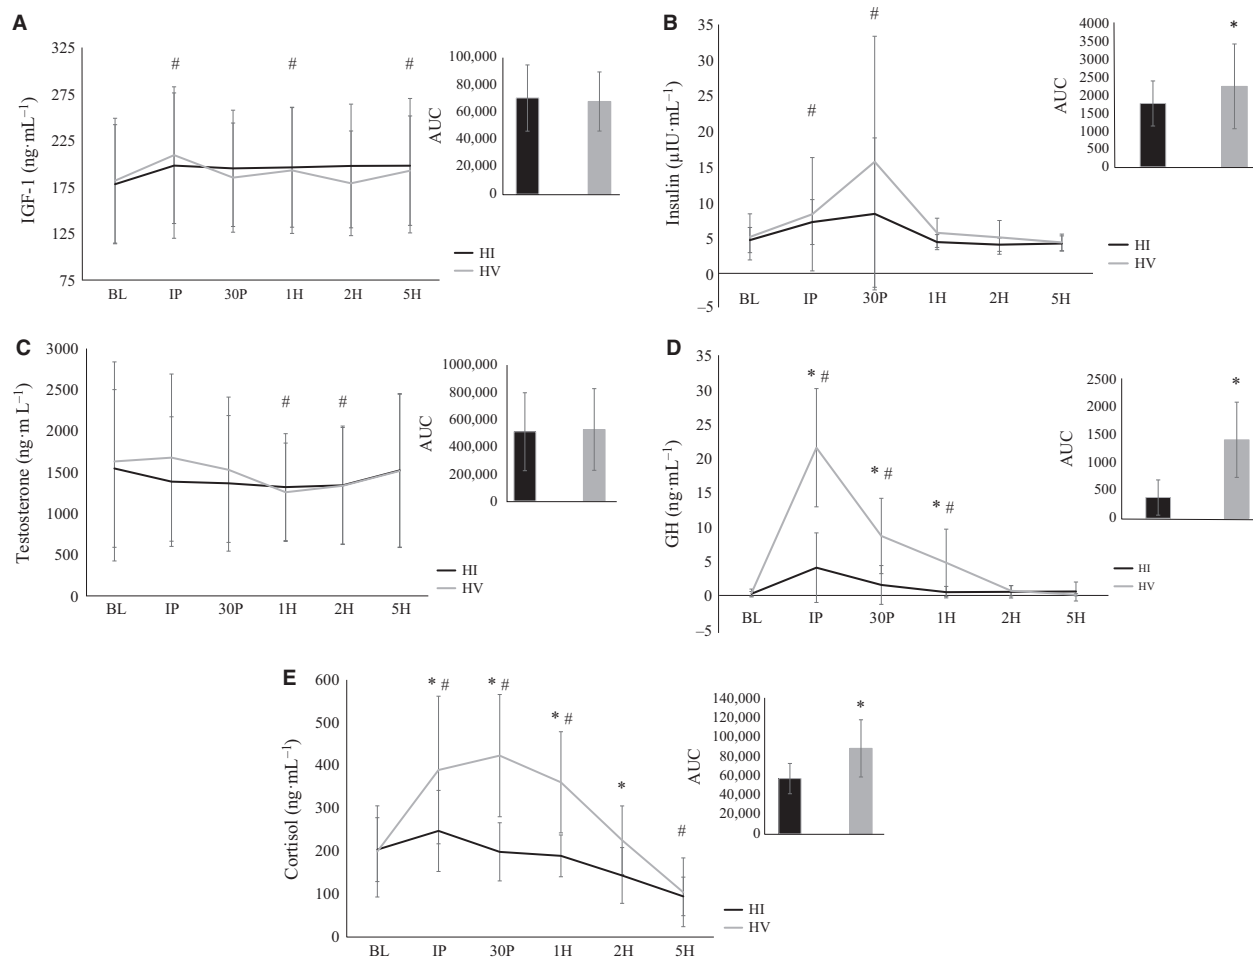 A
325
275
225
175
125
75
IGF-1 (ng·mL−1)
# # #
BL IP 30P 1H 2H 5H
100,000
80,000
60,000
40,000
20,000
0
AUC
HI
HV
B
35
30
25
20
15
10
5
0
−5
Insulin (µIU·mL−1)
#
#
BL IP 30P 1H 2H 5H
4000
3500
3000
2500
2000
1500
1000
500
0
AUC
*
HI
HV
C
3000
2500
2000
1500
1000
500
0
Testosterone (ng·m L−1)
# #
BL IP 30P 1H 2H 5H
1000,000
800,000
600,000
400,000
200,000
0
AUC
HI
HV
D
35
30
25
20
15
10
5
0
−5
GH (ng·mL−1)
* #
* #
* #
BL IP 30P 1H 2H 5H
2500
2000
1500
1000
500
0
AUC
*
HI
HV
E
600
500
400
300
200
100
0
Cortisol (ng·mL−1)
* # * #
* #
*
#
BL IP 30P 1H 2H 5H
140,000
120,000
100,000
80,000
60,000
40,000
20,000
0
AUC
*
HI
HV